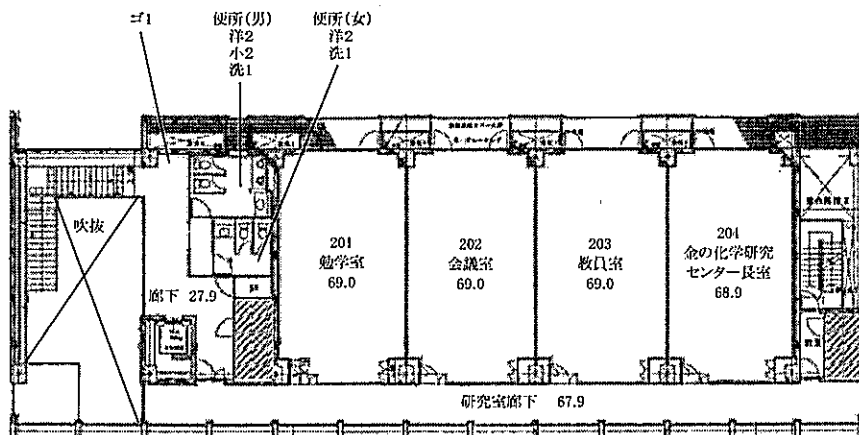 ゴ1
便所(男)
洋2
小2
洗1
便所(女)
洋2
洗1
吹抜
201
勉学室
69.0
202
会議室
69.0
203
教員室
69.0
204
金の化学研究
センター長室
68.9
廊下 27.9
研究室廊下 67.9